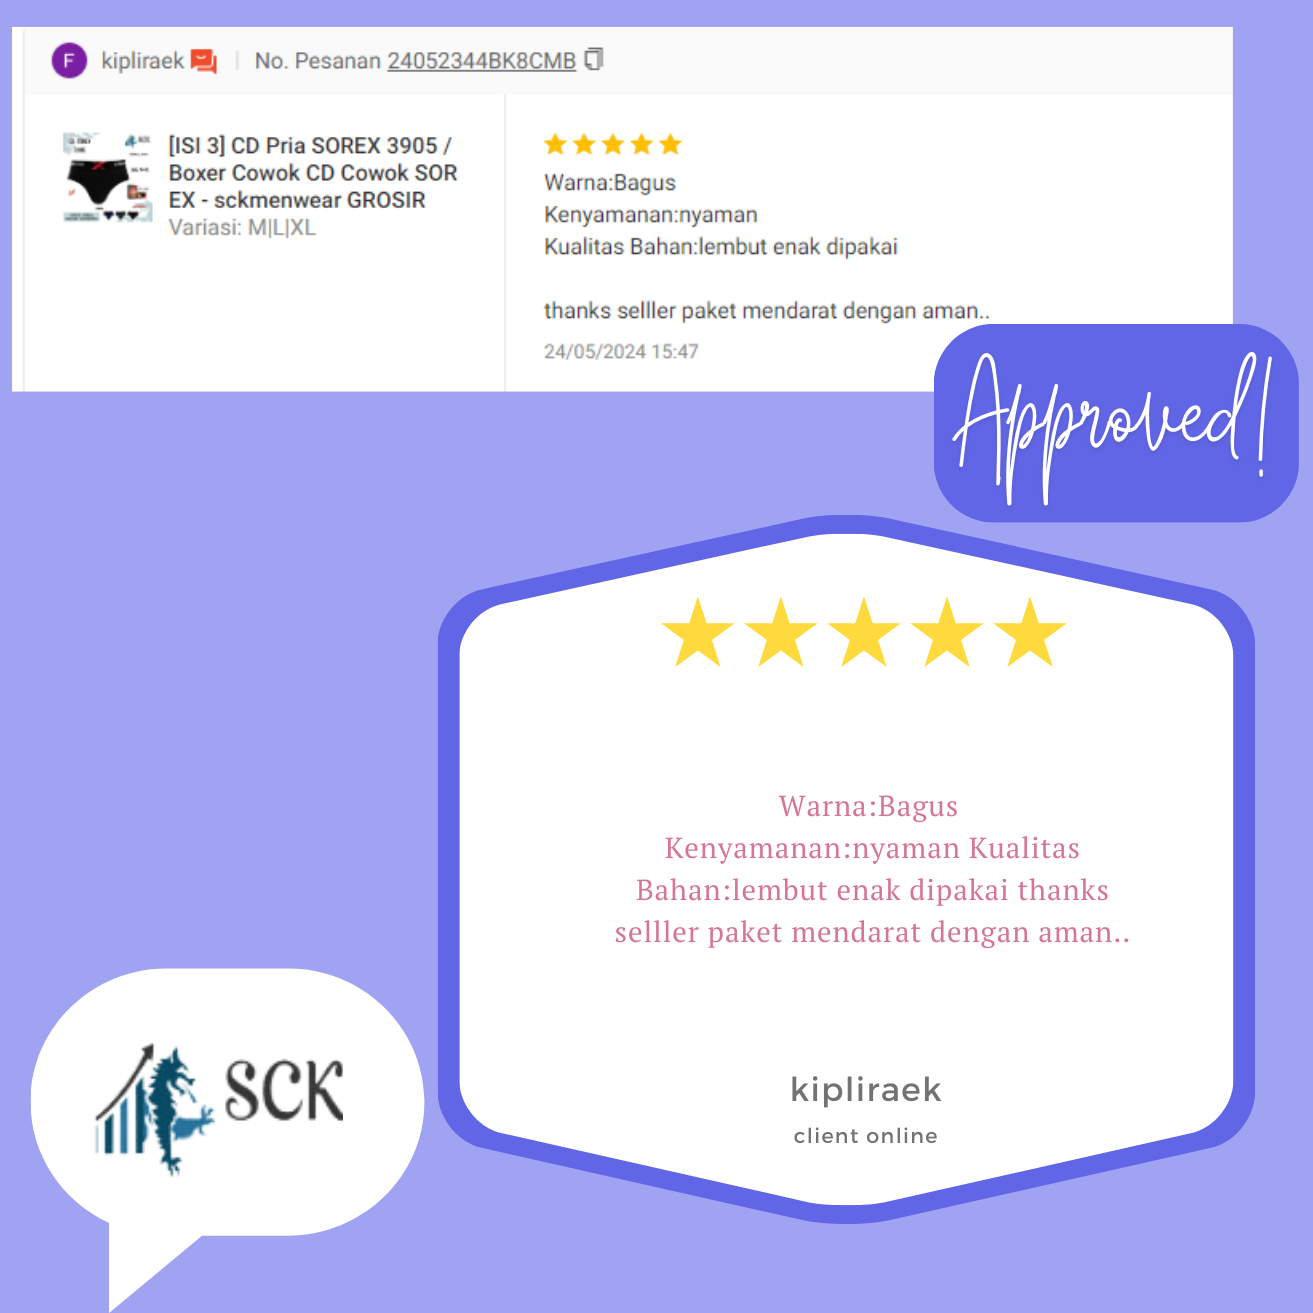 F kipliraek No. Pesanan 24052344BK8CMB
[ISI 3] CD Pria SOREX 3905 /
Boxer Cowok CD Cowok SOR
EX - sckmenwear GROSIR
Variasi: M|L|XL
Warna:Bagus
Kenyamanan:nyaman
Kualitas Bahan:lembut enak dipakai
thanks selller paket mendarat dengan aman..
24/05/2024 15:47
Approved!
Warna:Bagus
Kenyamanan:nyaman Kualitas
Bahan:lembut enak dipakai thanks
selller paket mendarat dengan aman..
kipliraek
client online
SCK